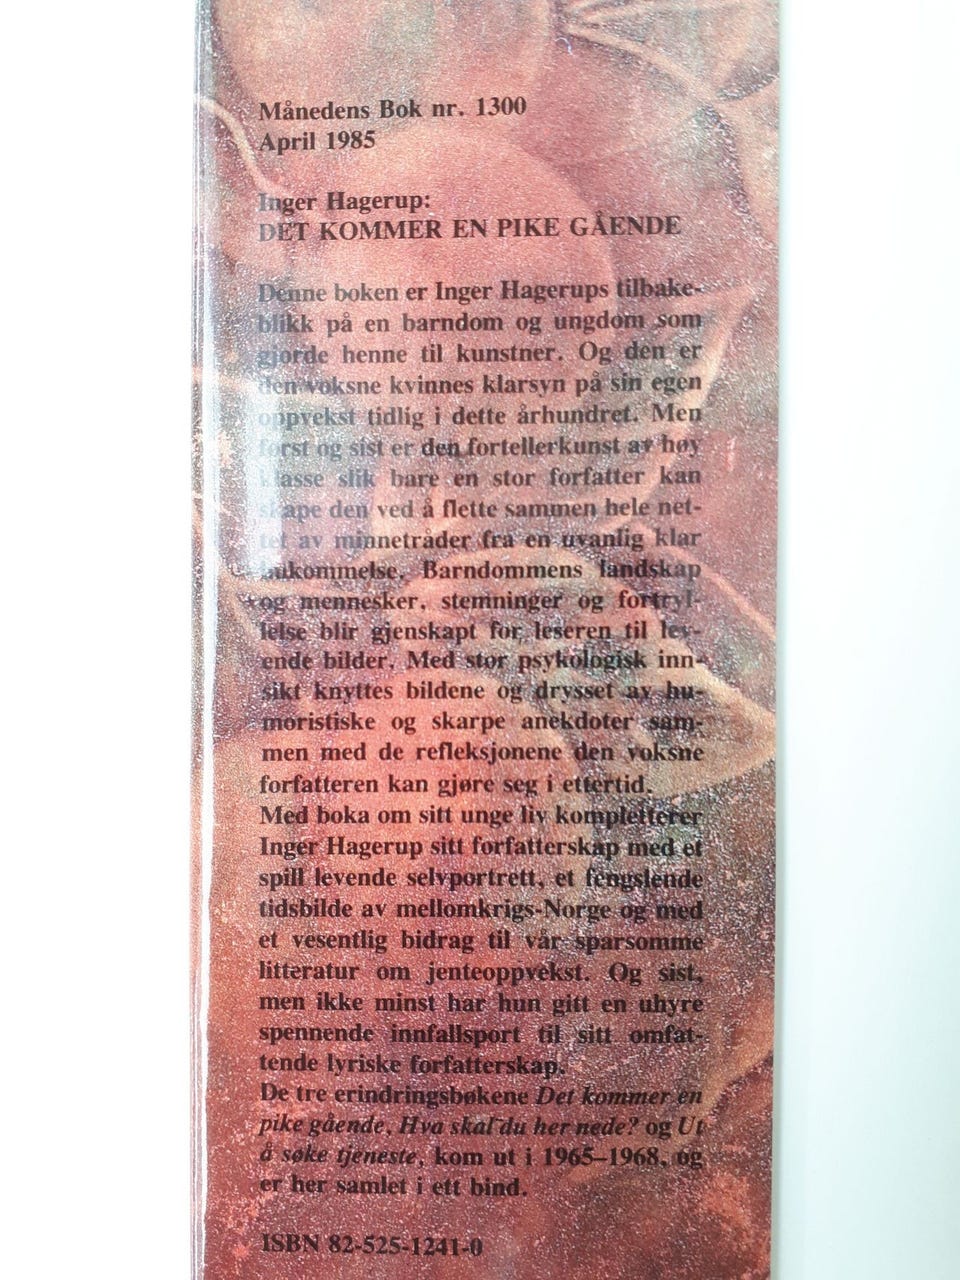 Månedens Bok nr. 1300
April 1985
Inger Hagerup:
DET KOMMER EN PIKE GÅENDE
Denne boken er Inger Hagerups tilbake-
blikk på en barndom og ungdom som
gjorde henne til kunstner. Og den er
den voksne kvinnes klarsyn på sin egen
oppvekst tidlig i dette århundret. Men
først og sist er den fortellerkunst av høy
klasse slik bare en stor forfatter kan
skape den ved å flette sammen hele net-
tet av minnetråder fra en uvanlig klar
hukommelse. Barndommens landskap
og mennesker, stemninger og fortryl-
lelse blir gjenskapt for leseren til lev-
ende bilder. Med stor psykologisk inn-
sikt knyttes bildene og drysset av hu-
moristiske og skarpe anekdoter sam-
men med de refleksjonene den voksne
forfatteren kan gjøre seg i ettertid.
Med boka om sitt unge liv kompletterer
Inger Hagerup sitt forfatterskap med et
spill levende selvportrett, et fengslende
tidsbilde av mellomkrigs-Norge og med
et vesentlig bidrag til vår sparsomme
litteratur om jenteoppvekst. Og sist,
men ikke minst har hun gitt en uhyre
spennende innfallsport til sitt omfat-
tende lyriske forfatterskap.
De tre erindringsbøkene Det kommer en
pike gående, Hva skal du her nede? og Ut
å søke tjeneste, kom ut i 1965–1968, og
er her samlet i ett bind.
ISBN 82-525-1241-0